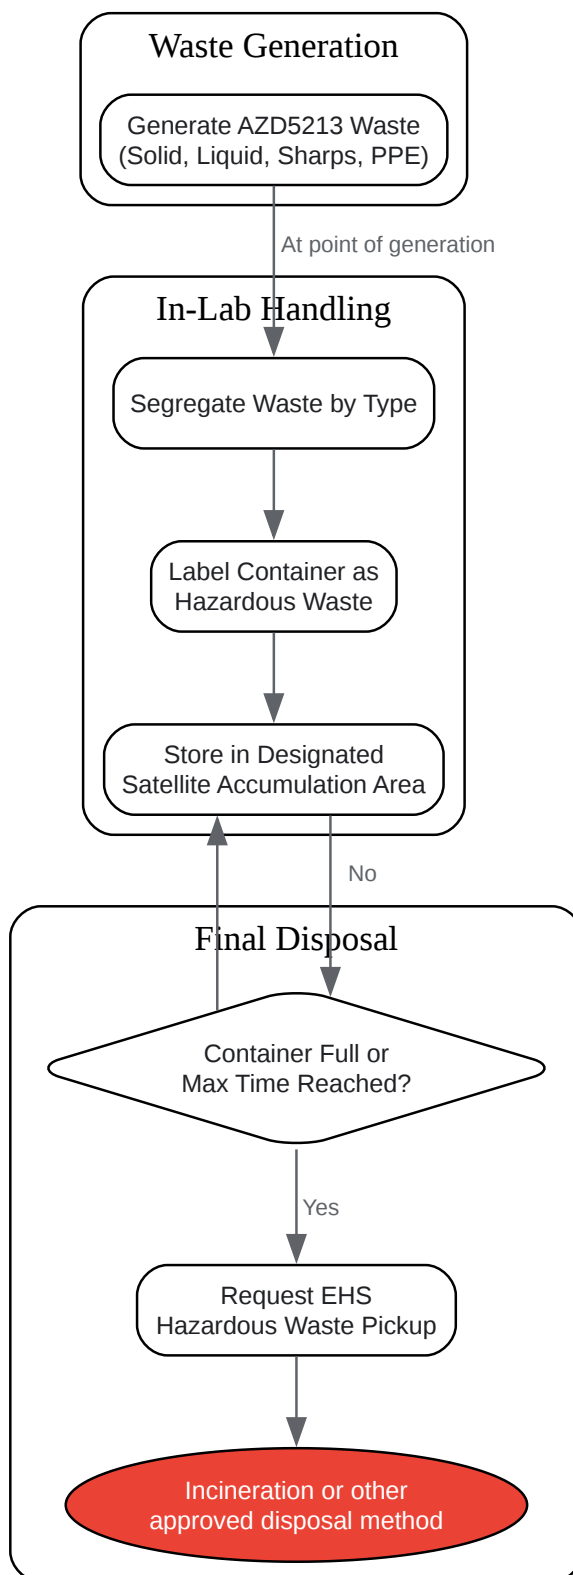 Waste Generation
Generate AZD5213 Waste
(Solid, Liquid, Sharps, PPE)
At point of generation
In-Lab Handling
Segregate Waste by Type
Label Container as
Hazardous Waste
Store in Designated
Satellite Accumulation Area
No
Final Disposal
Container Full or
Max Time Reached?
Yes
Request EHS
Hazardous Waste Pickup
Incineration or other
approved disposal method